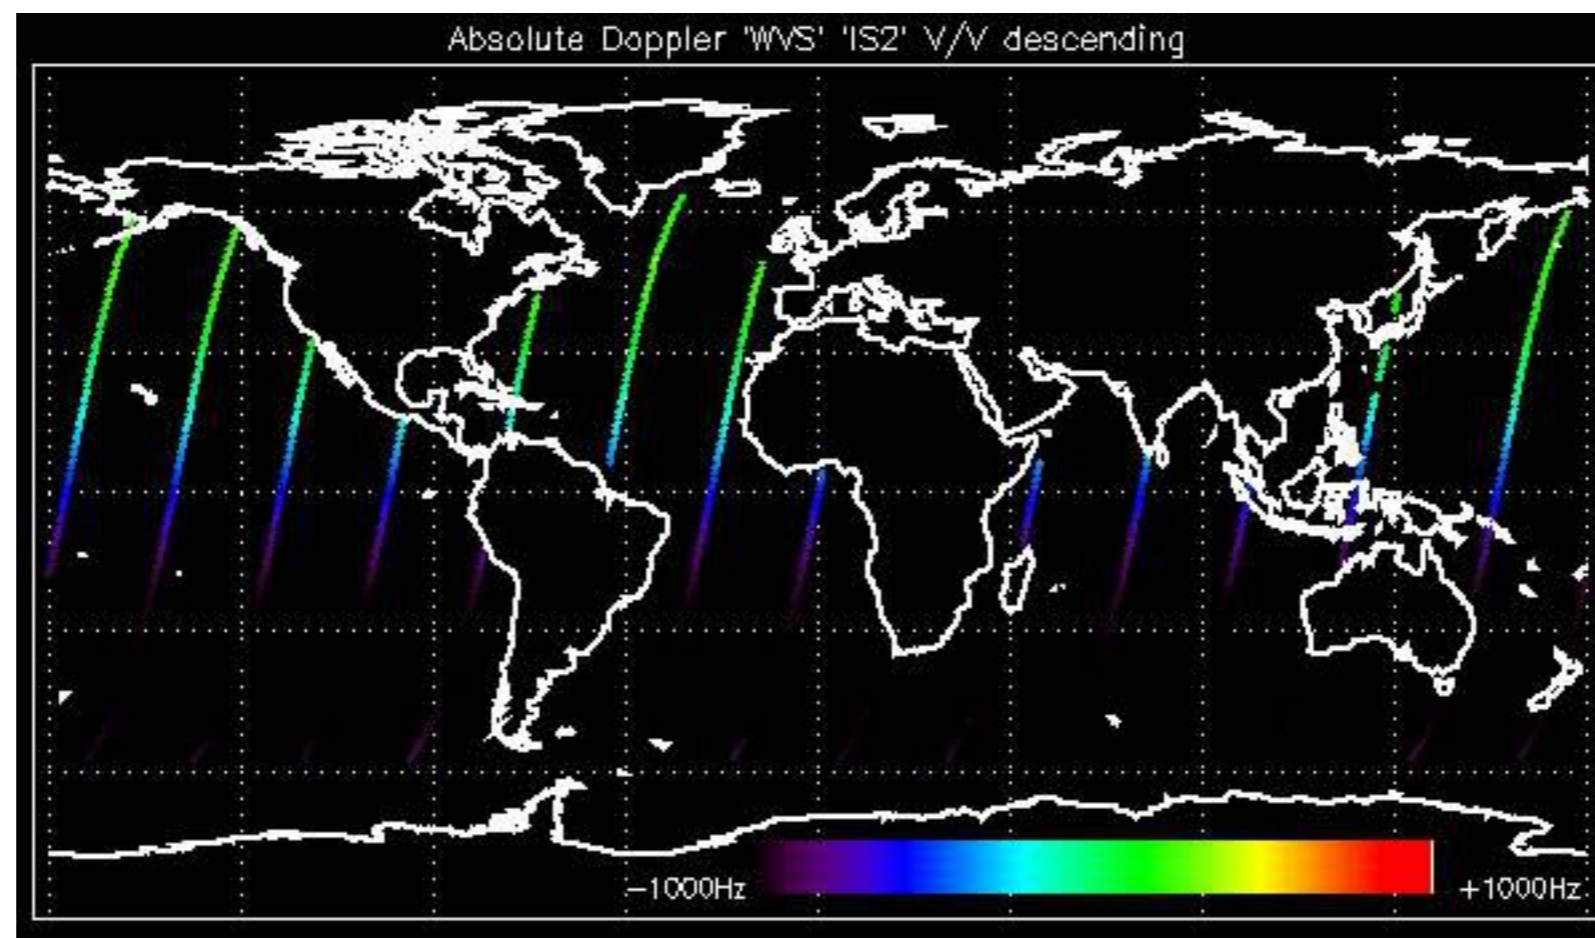 Absolute Doppler 'WVS' 'IS2' V/V descending
−1000Hz
+1000Hz